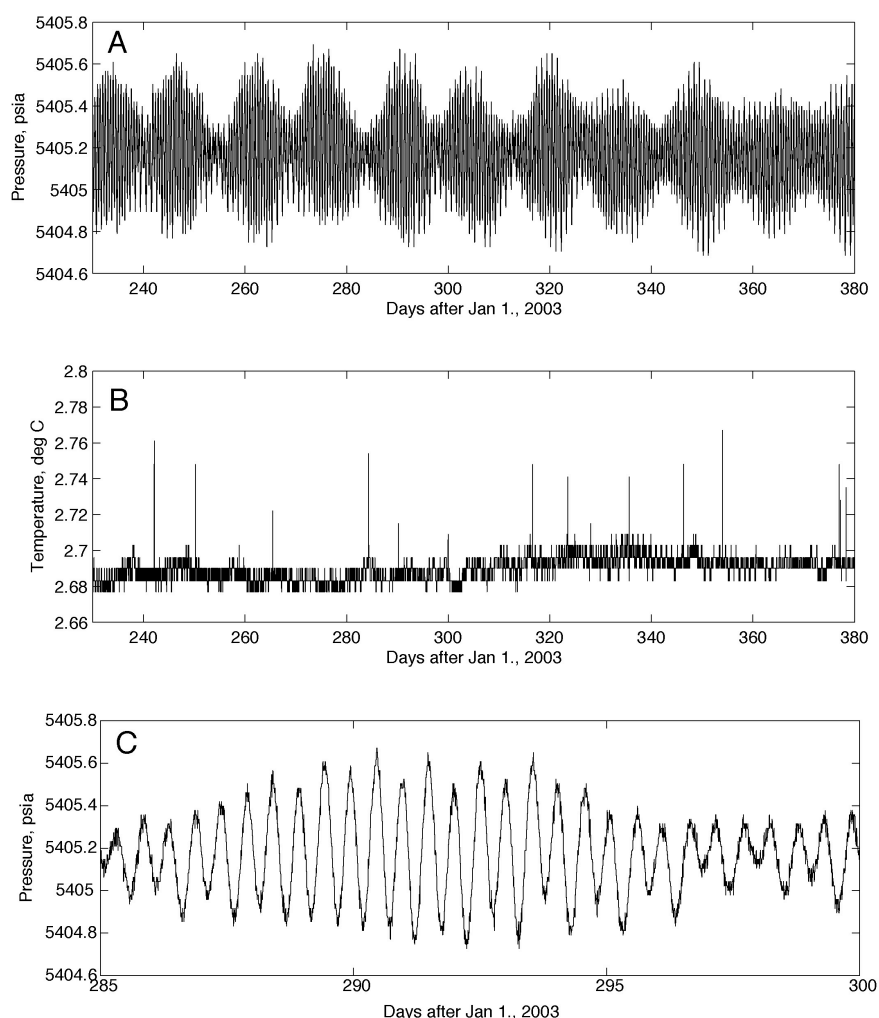 A
Pressure, psia
5405.8
5405.6
5405.4
5405.2
5405
5404.8
5404.6
240 260 280 300 320 340 360 380
Days after Jan 1., 2003
B
Temperature, deg C
2.8
2.78
2.76
2.74
2.72
2.7
2.68
2.66
240 260 280 300 320 340 360 380
Days after Jan 1., 2003
C
Pressure, psia
5405.8
5405.6
5405.4
5405.2
5405
5404.8
5404.6
285 290 295 300
Days after Jan 1., 2003